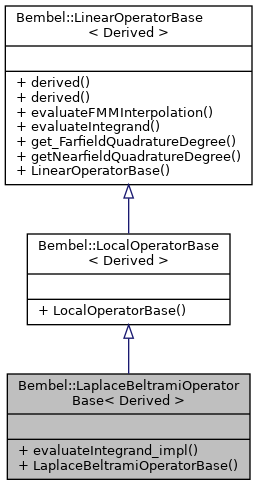 Bembel::LinearOperatorBase
< Derived >
+ derived()
+ derived()
+ evaluateFMMInterpolation()
+ evaluateIntegrand()
+ get_FarfieldQuadratureDegree()
+ getNearfieldQuadratureDegree()
+ LinearOperatorBase()
Bembel::LocalOperatorBase
< Derived >
+ LocalOperatorBase()
Bembel::LaplaceBeltramiOperator
Base< Derived >
+ evaluateIntegrand_impl()
+ LaplaceBeltramiOperatorBase()